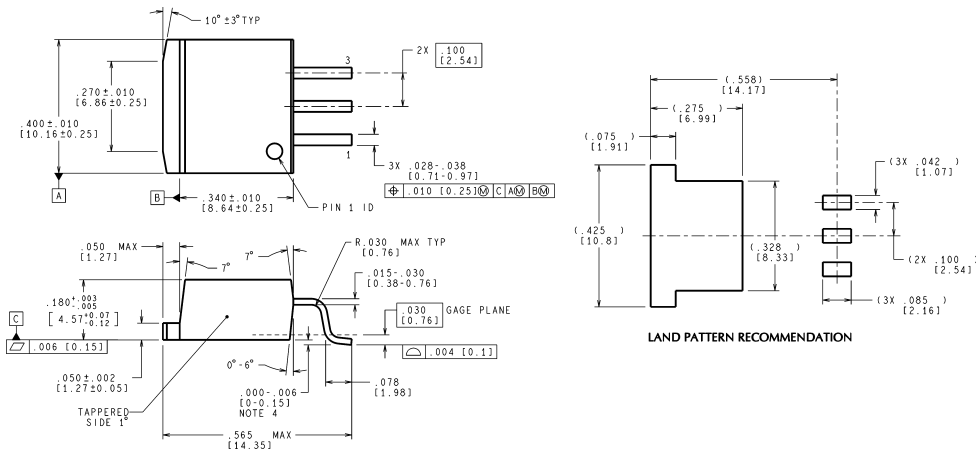 10° ±3° TYP
2X .100
[2.54]
3
.270±.010
[6.86±0.25]
.400±.010
[10.16±0.25]
1
3X .028-.038
[0.71-0.97]
⌖ .010 [0.25]Ⓜ C AⓂ BⓂ
A
B
.340±.010
[8.64±0.25]
PIN 1 ID
.050 MAX
[1.27]
7°
7°
R.030 MAX TYP
[0.76]
.015-.030
[0.38-0.76]
.180+.003
-.005
[4.57+0.07
-0.12]
.030
[0.76]
GAGE PLANE
C
⏥ .006 [0.15]
⌓ .004 [0.1]
.050±.002
[1.27±0.05]
0°-6°
.000-.006
[0-0.15]
NOTE 4
.078
[1.98]
TAPPERED
SIDE 1°
.565 MAX
[14.35]
(.558)
[14.17]
(.275)
[6.99]
(.075)
[1.91]
(3X .042)
[1.07]
(.425)
[10.8]
(.328)
[8.33]
(2X .100)
[2.54]
(3X .085)
[2.16]
LAND PATTERN RECOMMENDATION